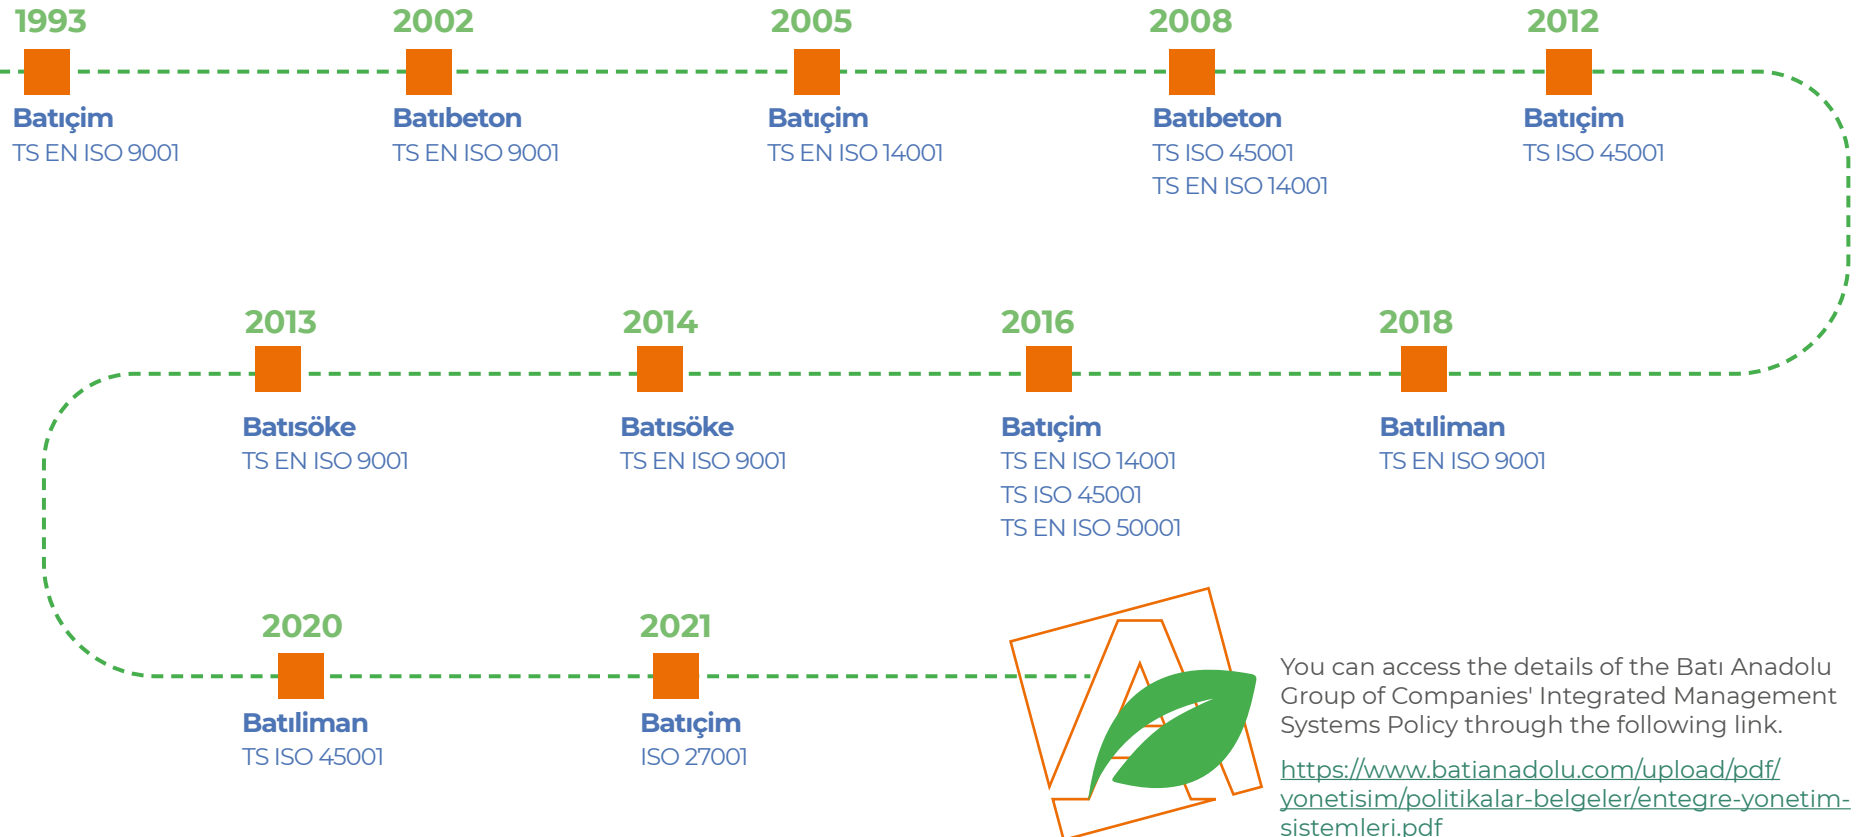 1993
Batıçim
TS EN ISO 9001
2002
Batıbeton
TS EN ISO 9001
2005
Batıçim
TS EN ISO 14001
2008
Batıbeton
TS ISO 45001
TS EN ISO 14001
2012
Batıçim
TS ISO 45001
2013
Batısöke
TS EN ISO 9001
2014
Batısöke
TS EN ISO 9001
2016
Batıçim
TS EN ISO 14001
TS ISO 45001
TS EN ISO 50001
2018
Batıliman
TS EN ISO 9001
2020
Batıliman
TS ISO 45001
2021
Batıçim
ISO 27001
You can access the details of the Batı Anadolu
Group of Companies' Integrated Management
Systems Policy through the following link.
https://www.batianadolu.com/upload/pdf/
yonetisim/politikalar-belgeler/entegre-yonetim-
sistemleri.pdf